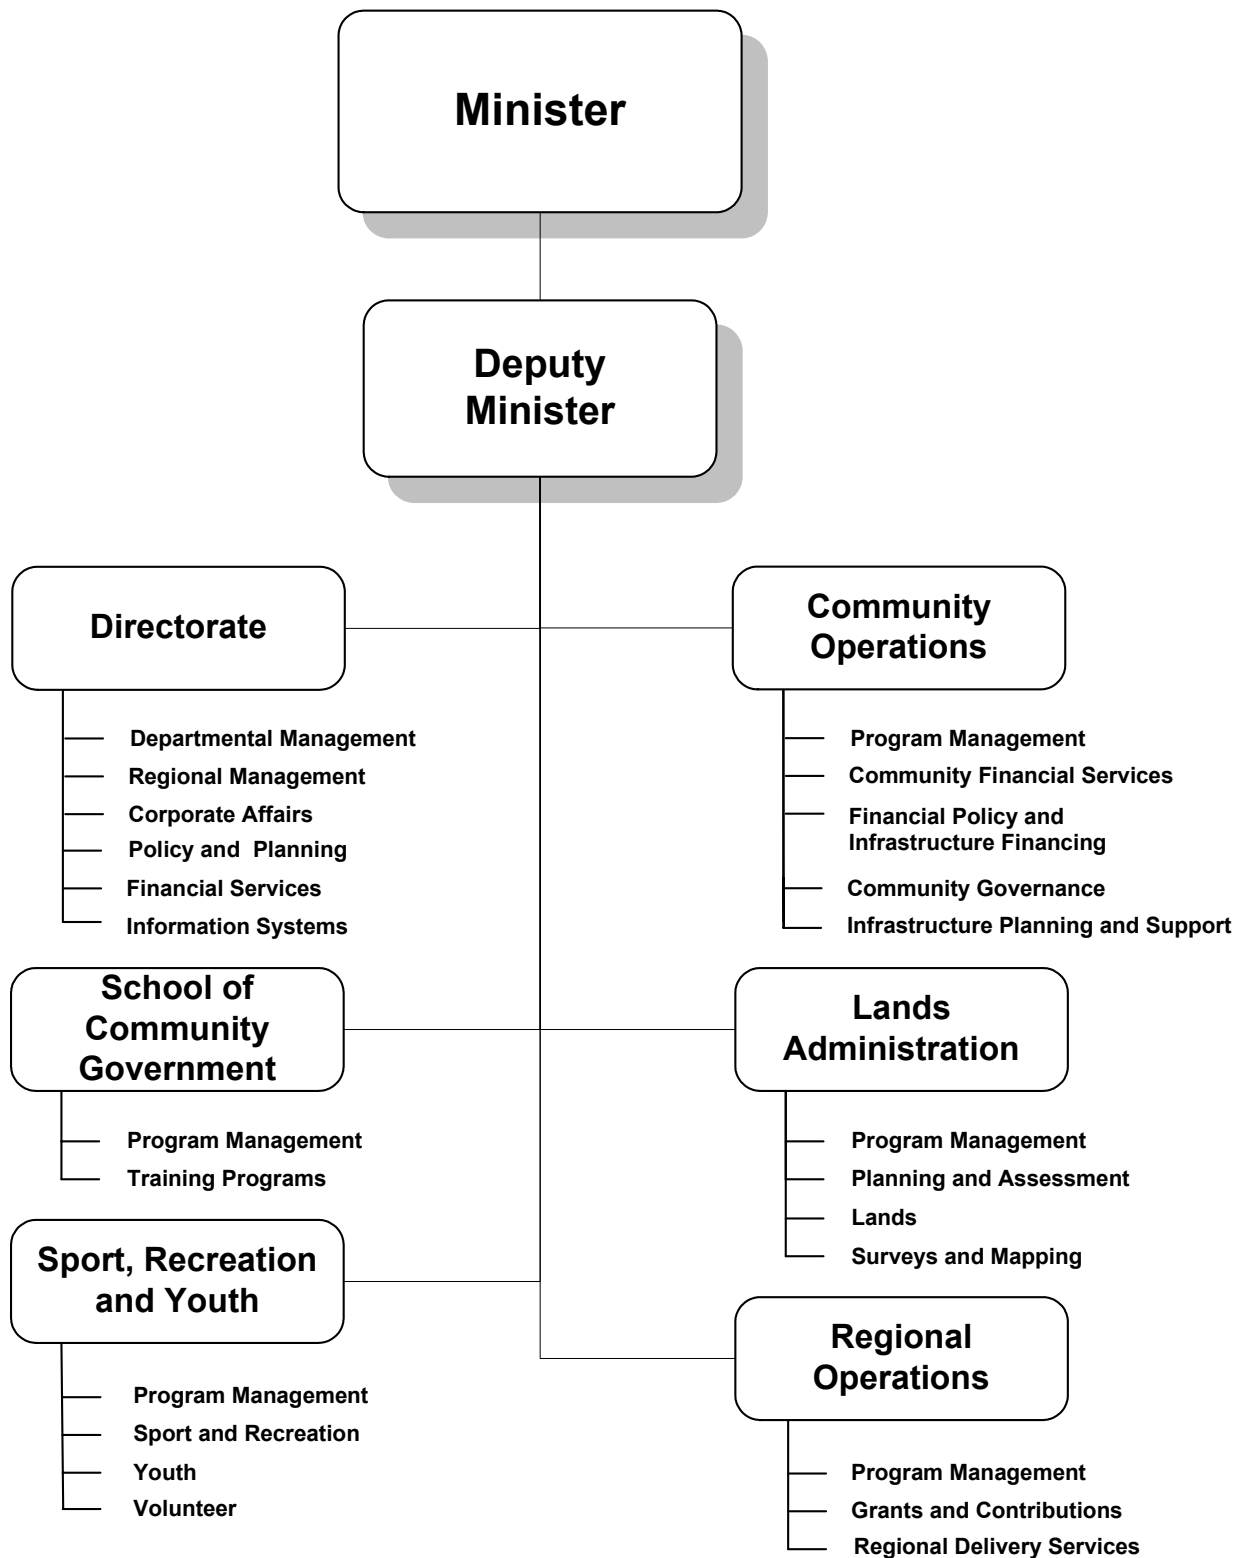 Minister
Deputy
Minister
Directorate
Departmental Management
Regional Management
Corporate Affairs
Policy and  Planning
Financial Services
Information Systems
Community
Operations
Program Management
Community Financial Services
Financial Policy and
Infrastructure Financing
Community Governance
Infrastructure Planning and Support
School of
Community
Government
Program Management
Training Programs
Lands
Administration
Program Management
Planning and Assessment
Lands
Surveys and Mapping
Sport, Recreation
and Youth
Program Management
Sport and Recreation
Youth
Volunteer
Regional
Operations
Program Management
Grants and Contributions
Regional Delivery Services